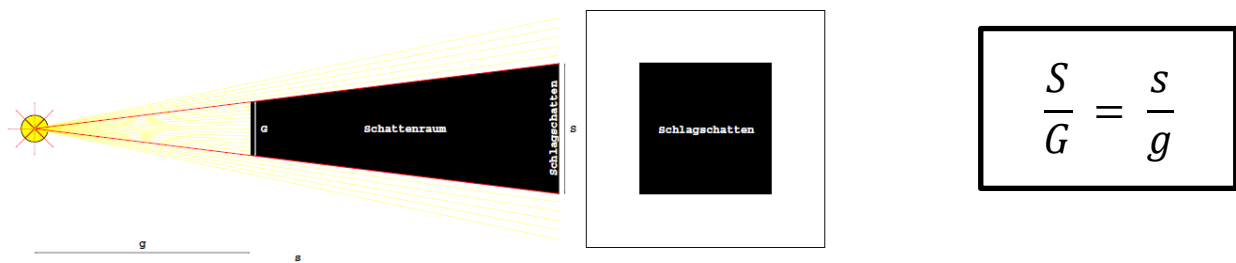 G
Schattenraum
Schlagschatten
S
Schlagschatten
g
s
S/G = s/g